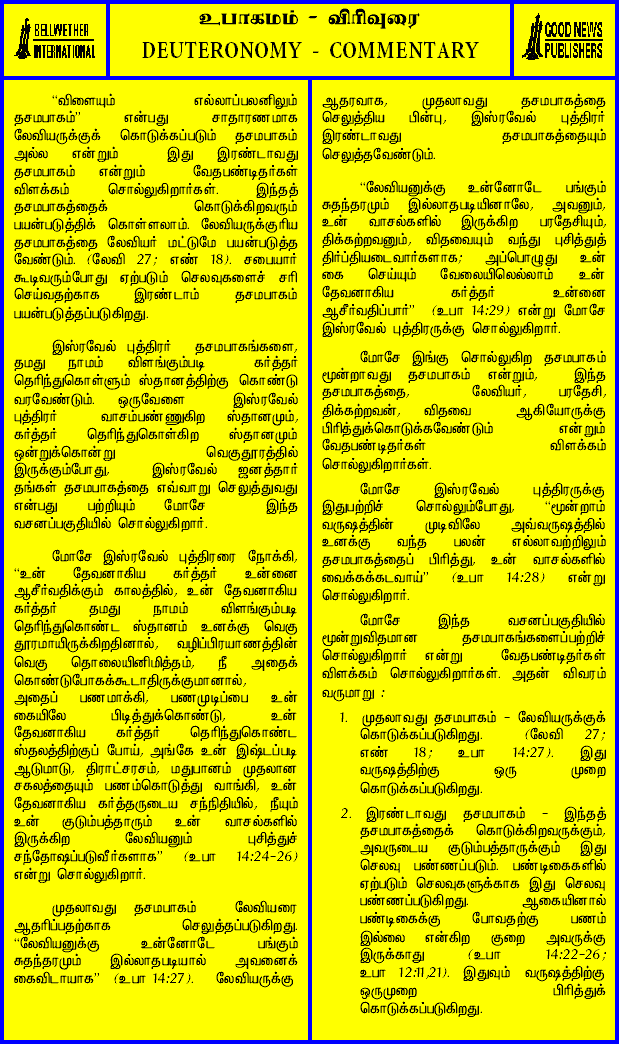 BELLWETHER
INTERNATIONAL
உபாகமம் - விரிவுரை
DEUTERONOMY - COMMENTARY
GOOD NEWS
PUBLISHERS
"விளையும் எல்லாப்பலனிலும்
தசமபாகம்" என்பது சாதாரணமாக
லேவியருக்குக் கொடுக்கப்படும் தசமபாகம்
அல்ல என்றும் இது இரண்டாவது
தசமபாகம் என்றும் வேதபண்டிதர்கள்
விளக்கம் சொல்லுகிறார்கள். இந்தத்
தசமபாகத்தைக் கொடுக்கிறவரும்
பயன்படுத்திக் கொள்ளலாம். லேவியருக்குரிய
தசமபாகத்தை லேவியர் மட்டுமே பயன்படுத்த
வேண்டும். (லேவி 27; எண் 18). சபையார்
கூடிவரும்போது ஏற்படும் செலவுகளைச் சரி
செய்வதற்காக இரண்டாம் தசமபாகம்
பயன்படுத்தப்படுகிறது.
இஸ்ரவேல் புத்திரர் தசமபாகங்களை,
தமது நாமம் விளங்கும்படி கர்த்தர்
தெரிந்துகொள்ளும் ஸ்தானத்திற்கு கொண்டு
வரவேண்டும். ஒருவேளை இஸ்ரவேல்
புத்திரர் வாசம்பண்ணுகிற ஸ்தானமும்,
கர்த்தர் தெரிந்துகொள்கிற ஸ்தானமும்
ஒன்றுக்கொன்று வெகுதூரத்தில்
இருக்கும்போது, இஸ்ரவேல் ஜனத்தார்
தங்கள் தசமபாகத்தை எவ்வாறு செலுத்துவது
என்பது பற்றியும் மோசே இந்த
வசனப்பகுதியில் சொல்லுகிறார்.
மோசே இஸ்ரவேல் புத்திரரை நோக்கி,
"உன் தேவனாகிய கர்த்தர் உன்னை
ஆசீர்வதிக்கும் காலத்தில், உன் தேவனாகிய
கர்த்தர் தமது நாமம் விளங்கும்படி
தெரிந்துகொண்ட ஸ்தானம் உனக்கு வெகு
தூரமாயிருக்கிறதினால், வழிப்பிரயாணத்தின்
வெகு தொலையினிமித்தம், நீ அதைக்
கொண்டுபோகக்கூடாதிருக்குமானால்,
அதைப் பணமாக்கி, பணமுடிப்பை உன்
கையிலே பிடித்துக்கொண்டு, உன்
தேவனாகிய கர்த்தர் தெரிந்துகொண்ட
ஸ்தலத்திற்குப் போய், அங்கே உன் இஷ்டப்படி
ஆடுமாடு, திராட்சரசம், மதுபானம் முதலான
சகலத்தையும் பணம்கொடுத்து வாங்கி, உன்
தேவனாகிய கர்த்தருடைய சந்நிதியில், நீயும்
உன் குடும்பத்தாரும் உன் வாசல்களில்
இருக்கிற லேவியனும் புசித்துச்
சந்தோஷப்படுவீர்களாக" (உபா 14:24-26)
என்று சொல்லுகிறார்.
முதலாவது தசமபாகம் லேவியரை
ஆதரிப்பதற்காக செலுத்தப்படுகிறது.
"லேவியனுக்கு உன்னோடே பங்கும்
சுதந்தரமும் இல்லாதபடியால் அவனைக்
கைவிடாயாக" (உபா 14:27). லேவியருக்கு
ஆதரவாக, முதலாவது தசமபாகத்தை
செலுத்திய பின்பு, இஸ்ரவேல் புத்திரர்
இரண்டாவது தசமபாகத்தையும்
செலுத்தவேண்டும்.
"லேவியனுக்கு உன்னோடே பங்கும்
சுதந்தரமும் இல்லாதபடியினாலே, அவனும்,
உன் வாசல்களில் இருக்கிற பரதேசியும்,
திக்கற்றவனும், விதவையும் வந்து புசித்துத்
திர்ப்தியடைவார்களாக; அப்பொழுது உன்
கை செய்யும் வேலையிலெல்லாம் உன்
தேவனாகிய கர்த்தர் உன்னை
ஆசீர்வதிப்பார்" (உபா 14:29) என்று மோசே
இஸ்ரவேல் புத்திரருக்கு சொல்லுகிறார்.
மோசே இங்கு சொல்லுகிற தசமபாகம்
மூன்றாவது தசமபாகம் என்றும், இந்த
தசமபாகத்தை, லேவியர், பரதேசி,
திக்கற்றவன், விதவை ஆகியோருக்கு
பிரித்துக்கொடுக்கவேண்டும் என்றும்
வேதபண்டிதர்கள் விளக்கம்
சொல்லுகிறார்கள்.
மோசே இஸ்ரவேல் புத்திரருக்கு
இதுபற்றிச் சொல்லும்போது, "மூன்றாம்
வருஷத்தின் முடிவிலே அவ்வருஷத்தில்
உனக்கு வந்த பலன் எல்லாவற்றிலும்
தசமபாகத்தைப் பிரித்து, உன் வாசல்களில்
வைக்கக்கடவாய்" (உபா 14:28) என்று
சொல்லுகிறார்.
மோசே இந்த வசனப்பகுதியில்
மூன்றுவிதமான தசமபாகங்களைப்பற்றிச்
சொல்லுகிறார் என்று வேதபண்டிதர்கள்
விளக்கம் சொல்லுகிறார்கள். அதன் விவரம்
வருமாறு :
1. முதலாவது தசமபாகம் - லேவியருக்குக்
கொடுக்கப்படுகிறது. (லேவி 27;
எண் 18; உபா 14:27). இது
வருஷத்திற்கு ஒரு முறை
கொடுக்கப்படுகிறது.
2. இரண்டாவது தசமபாகம் - இந்தத்
தசமபாகத்தைக் கொடுக்கிறவருக்கும்,
அவருடைய குடும்பத்தாருக்கும் இது
செலவு பண்ணப்படும். பண்டிகைகளில்
ஏற்படும் செலவுகளுக்காக இது செலவு
பண்ணப்படுகிறது. ஆகையினால்
பண்டிகைக்கு போவதற்கு பணம்
இல்லை என்கிற குறை அவருக்கு
இருக்காது (உபா 14:22-26;
உபா 12:11,21). இதுவும் வருஷத்திற்கு
ஒருமுறை பிரித்துக்
கொடுக்கப்படுகிறது.